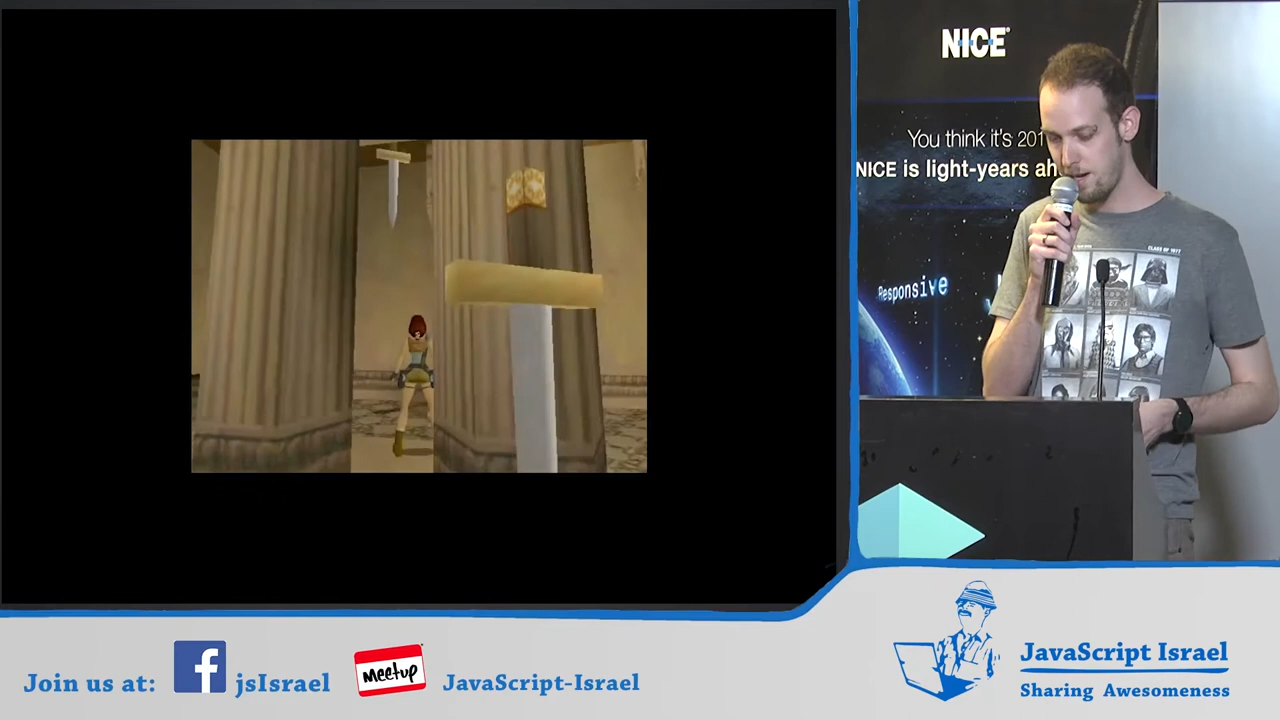 NICE
You think it's 201
NICE is light-years ah
Responsive
CLASS OF 1977
Join us at:
jsIsrael
meetup
JavaScript-Israel
JavaScript Israel
Sharing Awesomeness